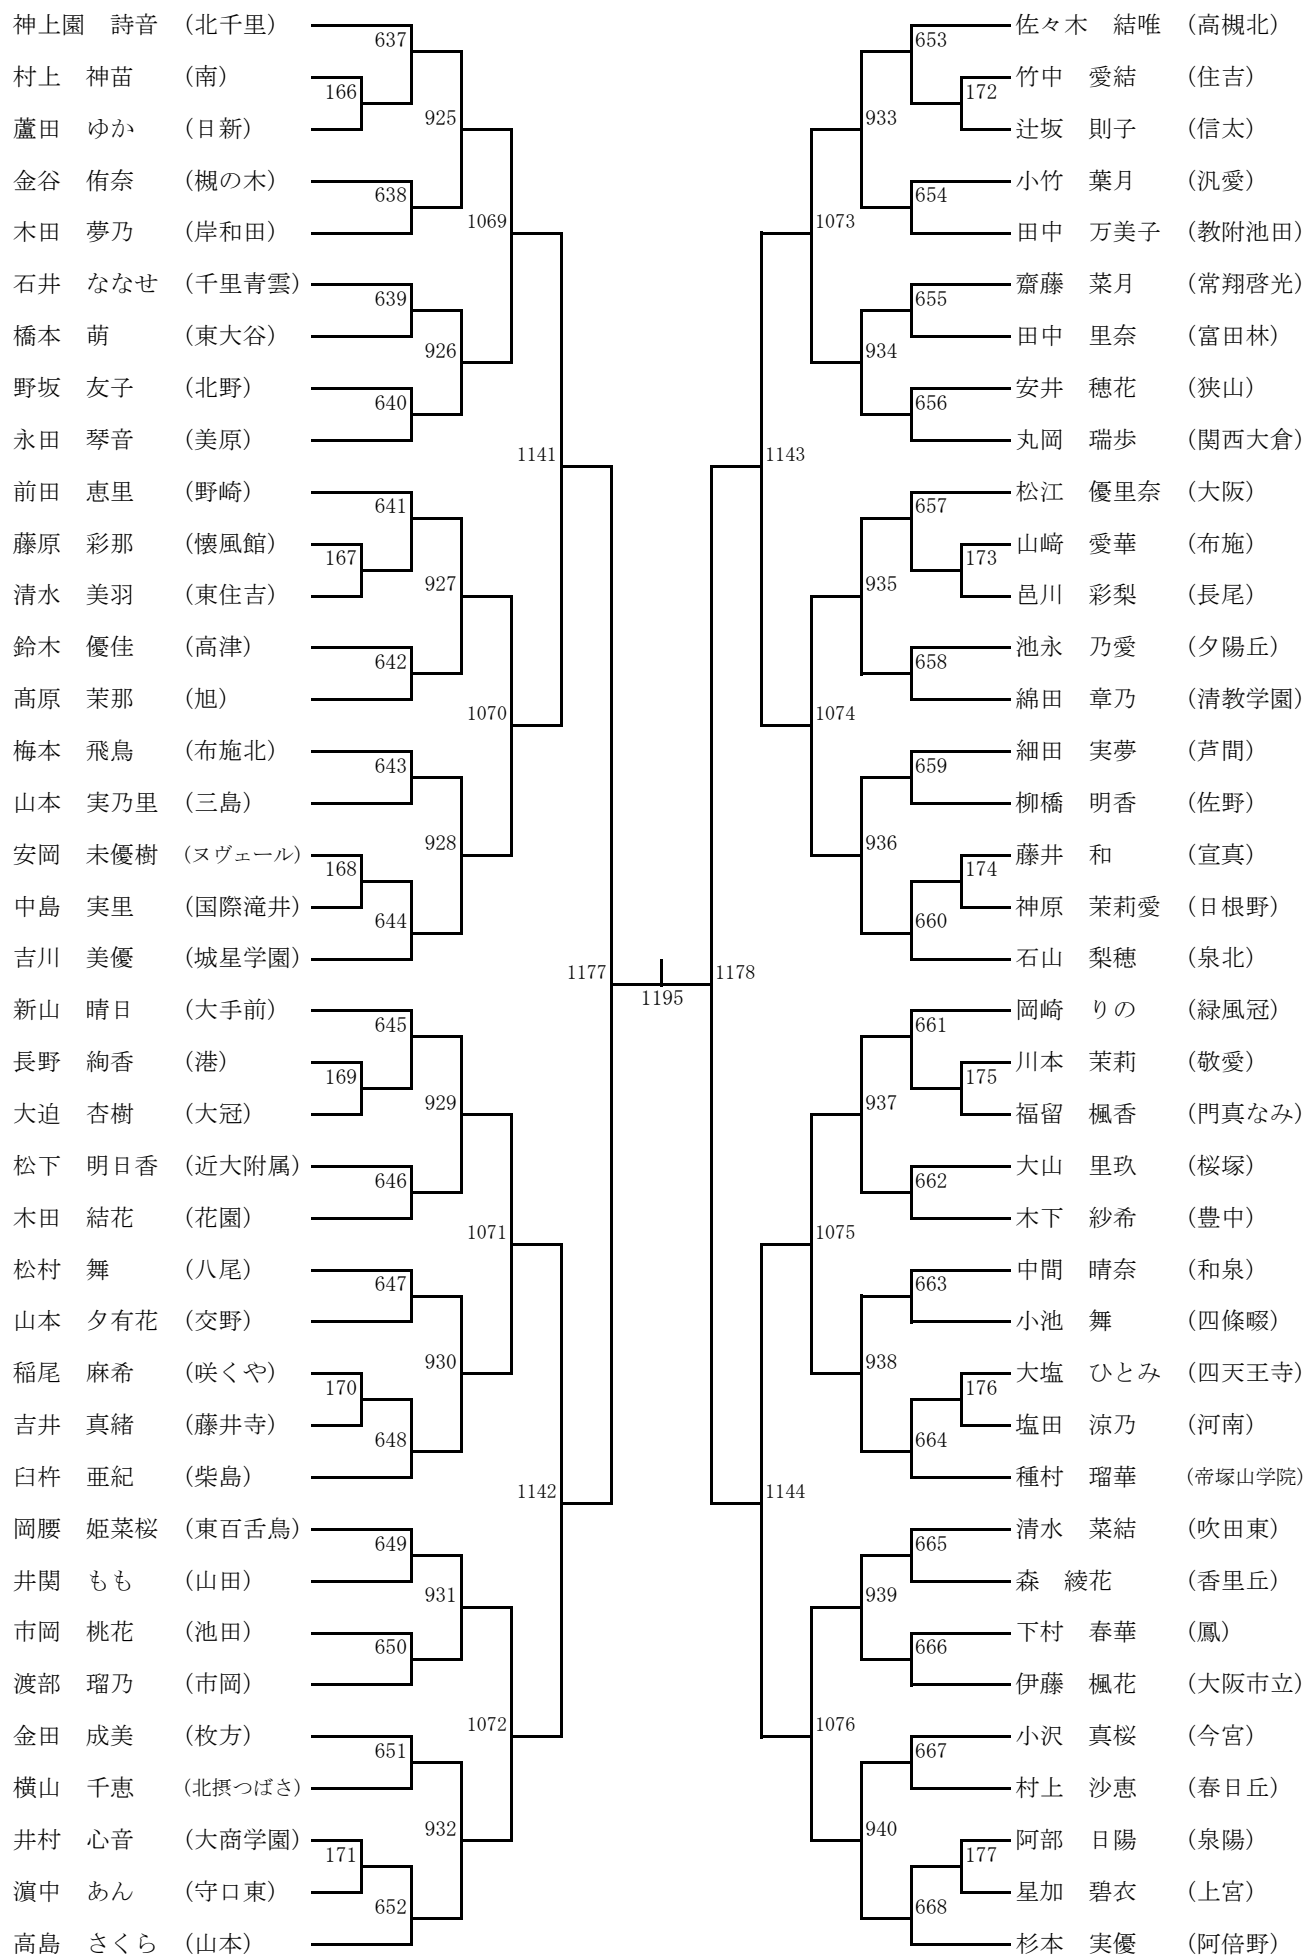 神上園　詩音　(北千里)
637
村上　神苗　(南)
166
蘆田　ゆか　(日新)
925
金谷　侑奈　(槻の木)
638
木田　夢乃　(岸和田)
1069
石井　ななせ　(千里青雲)
639
橋本　萌　(東大谷)
926
野坂　友子　(北野)
640
永田　琴音　(美原)
1141
前田　恵里　(野崎)
641
藤原　彩那　(懐風館)
167
清水　美羽　(東住吉)
927
鈴木　優佳　(高津)
642
髙原　茉那　(旭)
1070
梅本　飛鳥　(布施北)
643
山本　実乃里　(三島)
928
安岡　未優樹　(ヌヴェール)
168
中島　実里　(国際滝井)
644
吉川　美優　(城星学園)
1177
新山　晴日　(大手前)
645
長野　絢香　(港)
169
大迫　杏樹　(大冠)
929
松下　明日香　(近大附属)
646
木田　結花　(花園)
1071
松村　舞　(八尾)
647
山本　夕有花　(交野)
930
稲尾　麻希　(咲くや)
170
吉井　真緒　(藤井寺)
648
臼杵　亜紀　(柴島)
1142
岡腰　姫菜桜　(東百舌鳥)
649
井関　もも　(山田)
931
市岡　桃花　(池田)
650
渡部　瑠乃　(市岡)
1072
金田　成美　(枚方)
651
横山　千恵　(北摂つばさ)
932
井村　心音　(大商学園)
171
濵中　あん　(守口東)
652
高島　さくら　(山本)
1195
佐々木　結唯　(高槻北)
653
竹中　愛結　(住吉)
172
辻坂　則子　(信太)
933
小竹　葉月　(汎愛)
654
田中　万美子　(教附池田)
1073
齋藤　菜月　(常翔啓光)
655
田中　里奈　(富田林)
934
安井　穂花　(狭山)
656
丸岡　瑞歩　(関西大倉)
1143
松江　優里奈　(大阪)
657
山﨑　愛華　(布施)
173
邑川　彩梨　(長尾)
935
池永　乃愛　(夕陽丘)
658
綿田　章乃　(清教学園)
1074
細田　実夢　(芦間)
659
柳橋　明香　(佐野)
936
藤井　和　(宣真)
174
神原　茉莉愛　(日根野)
660
石山　梨穂　(泉北)
1178
岡崎　りの　(緑風冠)
661
川本　茉莉　(敬愛)
175
福留　楓香　(門真なみ)
937
大山　里玖　(桜塚)
662
木下　紗希　(豊中)
1075
中間　晴奈　(和泉)
663
小池　舞　(四條畷)
938
大塩　ひとみ　(四天王寺)
176
塩田　涼乃　(河南)
664
種村　瑠華　(帝塚山学院)
1144
清水　菜結　(吹田東)
665
森　綾花　(香里丘)
939
下村　春華　(鳳)
666
伊藤　楓花　(大阪市立)
1076
小沢　真桜　(今宮)
667
村上　沙恵　(春日丘)
940
阿部　日陽　(泉陽)
177
星加　碧衣　(上宮)
668
杉本　実優　(阿倍野)